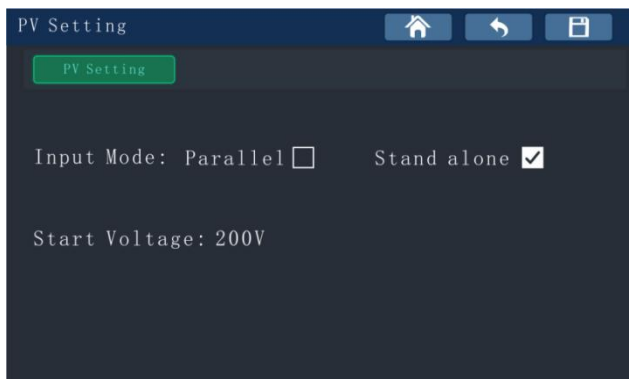 PV Setting
PV Setting
Input Mode: Parallel Stand alone
Start Voltage: 200V